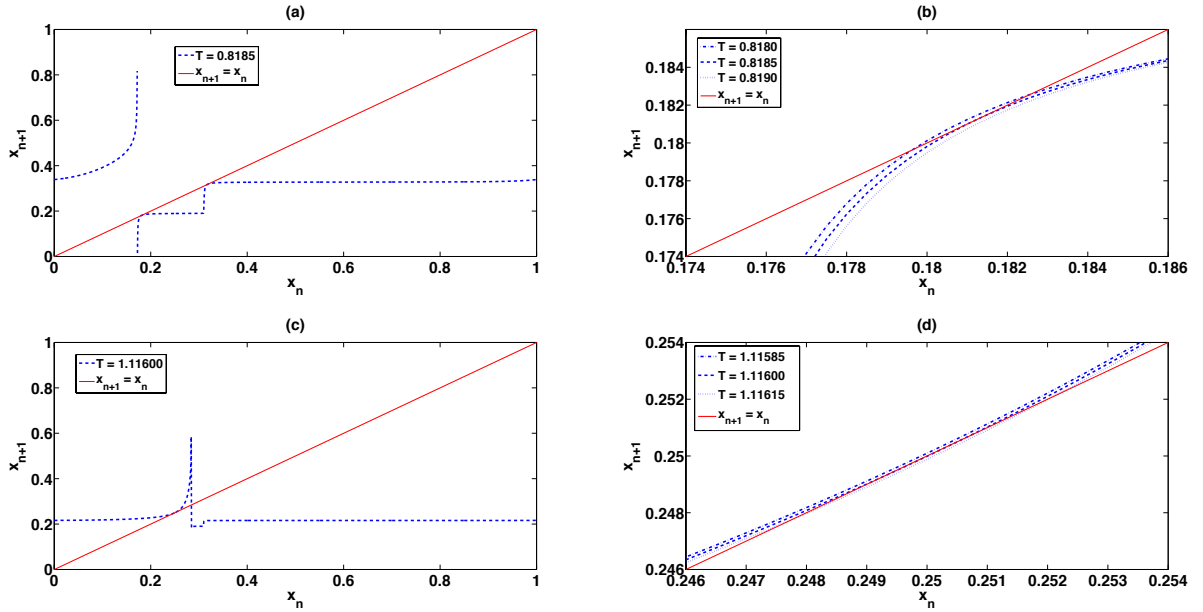 (a)
1
0.8
0.6
0.4
0.2
0
0 0.2 0.4 0.6 0.8 1
x_n
x_{n+1}
T = 0.8185
x_{n+1} = x_n
(b)
0.184
0.182
0.18
0.178
0.176
0.174
0.174 0.176 0.178 0.18 0.182 0.184 0.186
x_n
x_{n+1}
T = 0.8180
T = 0.8185
T = 0.8190
x_{n+1} = x_n
(c)
1
0.8
0.6
0.4
0.2
0
0 0.2 0.4 0.6 0.8 1
x_n
x_{n+1}
T = 1.11600
x_{n+1} = x_n
(d)
0.254
0.252
0.25
0.248
0.246
0.246 0.247 0.248 0.249 0.25 0.251 0.252 0.253 0.254
x_n
x_{n+1}
T = 1.11585
T = 1.11600
T = 1.11615
x_{n+1} = x_n